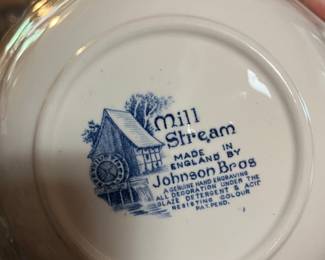 Mill
Stream
MADE IN
ENGLAND BY
Johnson Bros
A GENUINE HAND ENGRAVING
ALL DECORATION UNDER THE
GLAZE DETERGENT & ACID
RESISTING COLOUR
PAT. PEND.